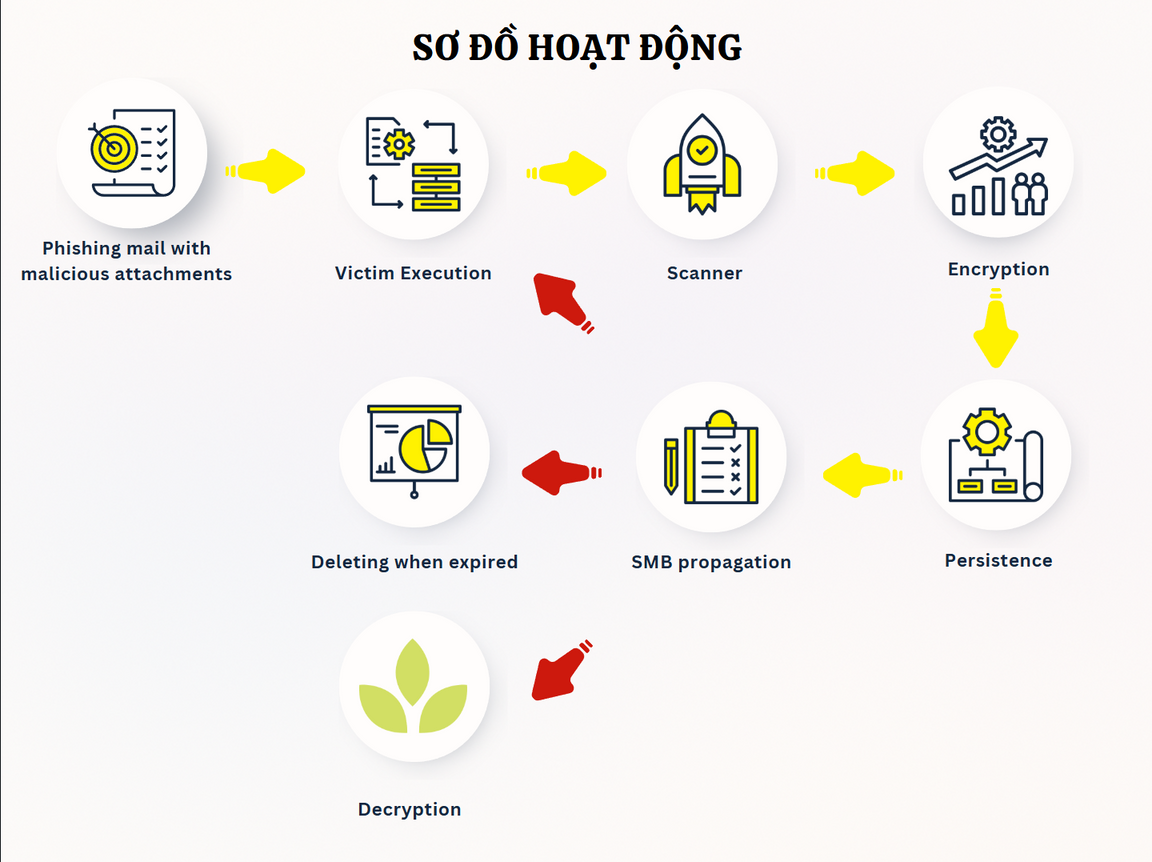 SƠ ĐỒ HOẠT ĐỘNG
Phishing mail with
malicious attachments
Victim Execution
Scanner
Encryption
Deleting when expired
SMB propagation
Persistence
Decryption